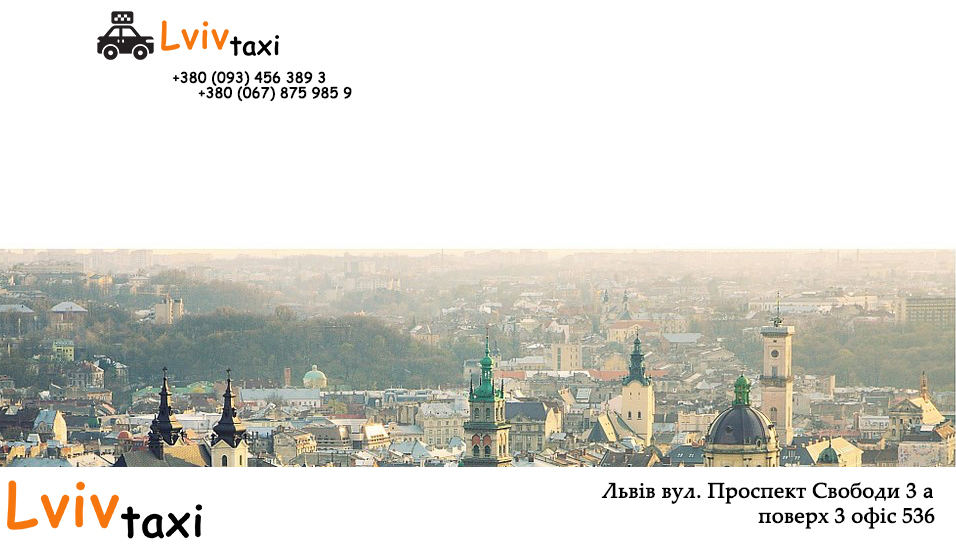 Lviv taxi
+380 (093) 456 389 3
+380 (067) 875 985 9
Lviv taxi
Львів вул. Проспект Свободи 3 а
поверх 3 офіс 536